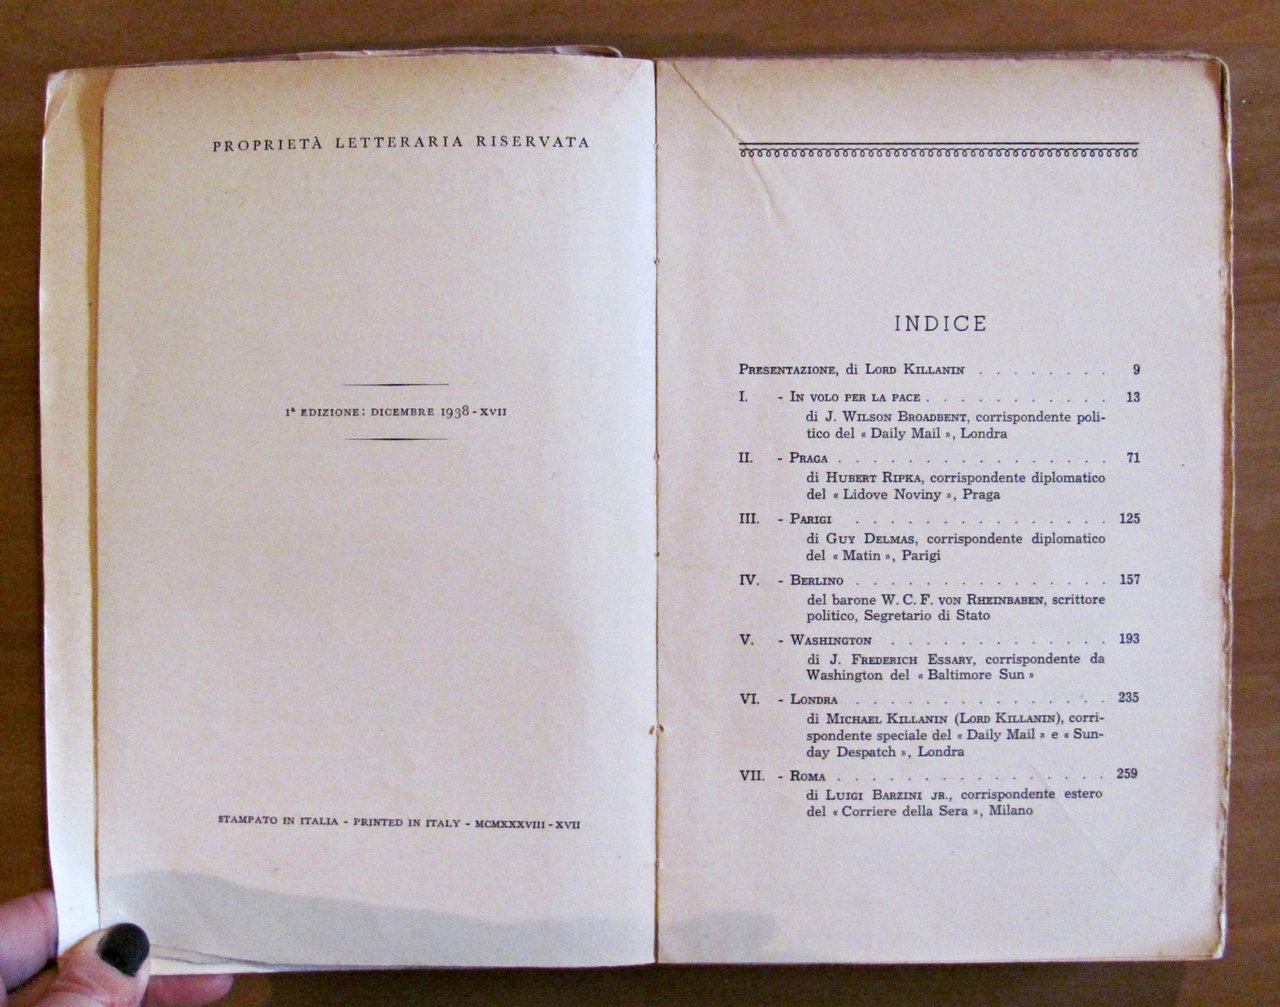 PROPRIETÀ LETTERARIA RISERVATA
Iª EDIZIONE: DICEMBRE 1938-XVII
STAMPATO IN ITALIA - PRINTED IN ITALY - MCMXXXVIII-XVII
INDICE
PRESENTAZIONE, di LORD KILLANIN . . . . . . . . 9
I. - IN VOLO PER LA PACE . . . . . . . . . . . . 13
di J. WILSON BROADBENT, corrispondente poli-
tico del « Daily Mail », Londra
II. - PRAGA . . . . . . . . . . . . . . . . . 71
di HUBERT RIPKA, corrispondente diplomatico
del « Lidove Noviny », Praga
III. - PARIGI . . . . . . . . . . . . . . . . 125
di GUY DELMAS, corrispondente diplomatico
del « Matin », Parigi
IV. - BERLINO . . . . . . . . . . . . . . . 157
del barone W. C. F. VON RHEINBABEN, scrittore
politico, Segretario di Stato
V. - WASHINGTON . . . . . . . . . . . . . 193
di J. FREDERICH ESSARY, corrispondente da
Washington del « Baltimore Sun »
VI. - LONDRA . . . . . . . . . . . . . . . 235
di MICHAEL KILLANIN (LORD KILLANIN), corri-
spondente speciale del « Daily Mail » e « Sun-
day Despatch », Londra
VII. - ROMA . . . . . . . . . . . . . . . . 259
di LUIGI BARZINI JR., corrispondente estero
del « Corriere della Sera », Milano